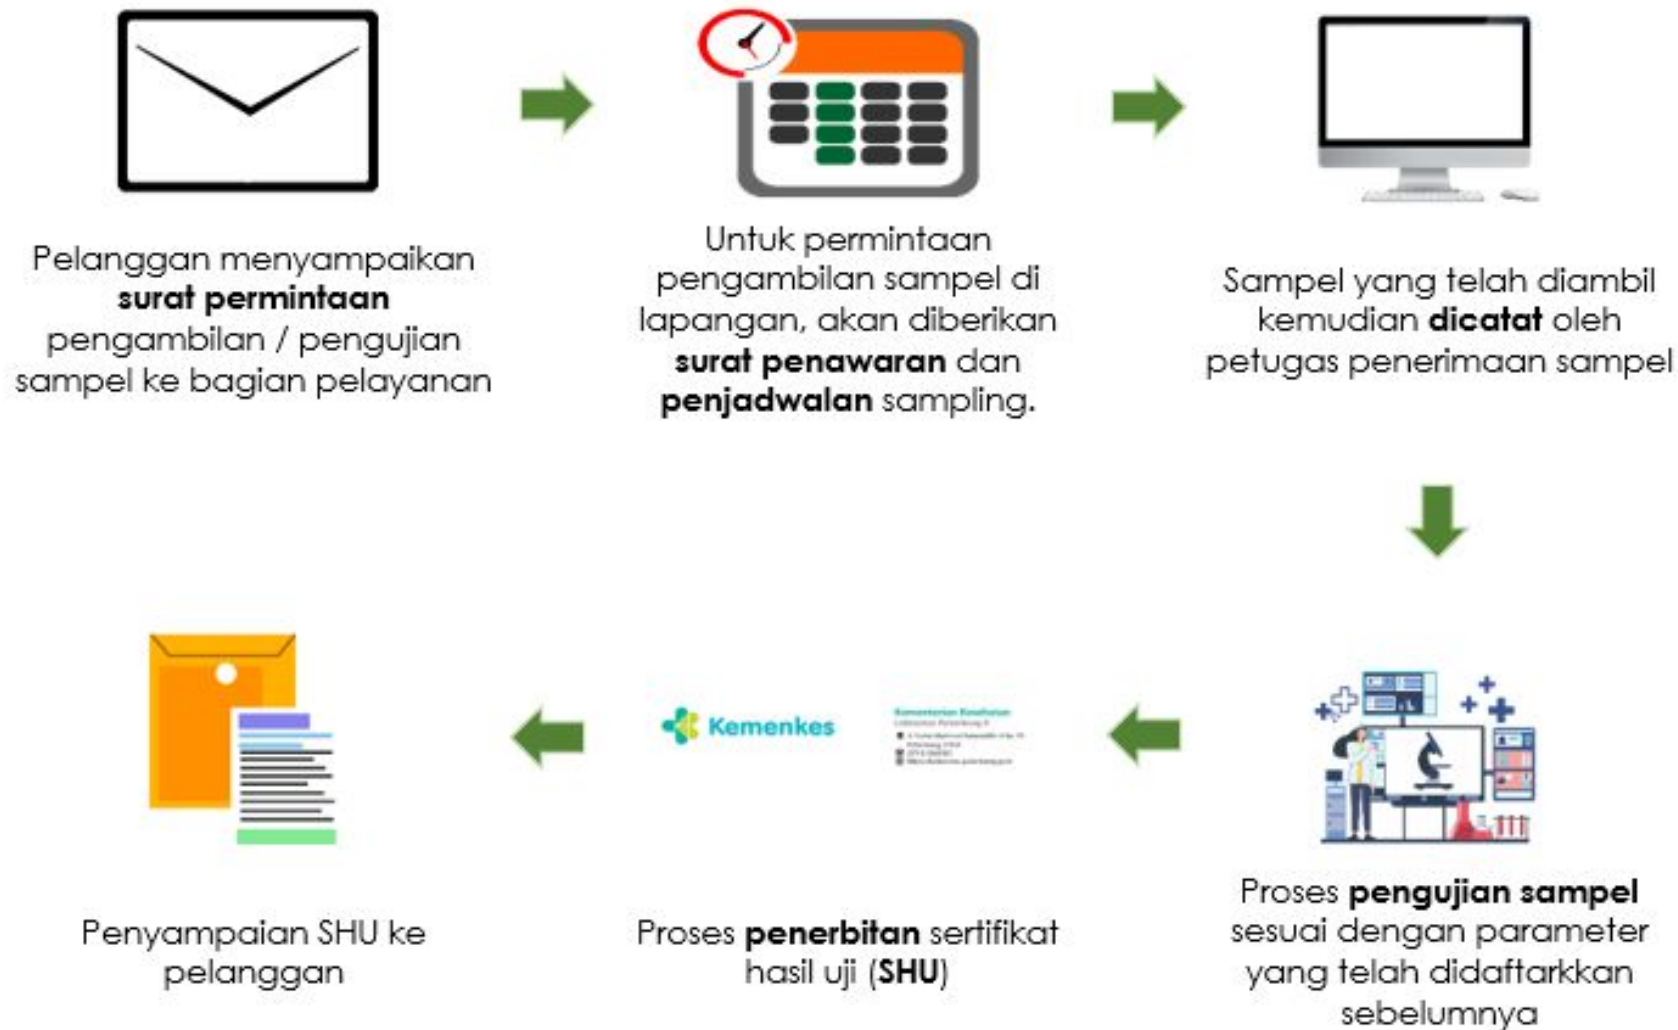 Pelanggan menyampaikan
surat permintaan
pengambilan / pengujian
sampel ke bagian pelayanan
Untuk permintaan
pengambilan sampel di
lapangan, akan diberikan
surat penawaran dan
penjadwalan sampling.
Sampel yang telah diambil
kemudian dicatat oleh
petugas penerimaan sampel
Proses pengujian sampel
sesuai dengan parameter
yang telah didaftarkkan
sebelumnya
Kemenkes
Kementerian Kesehatan
Proses penerbitan sertifikat
hasil uji (SHU)
Penyampaian SHU ke
pelanggan